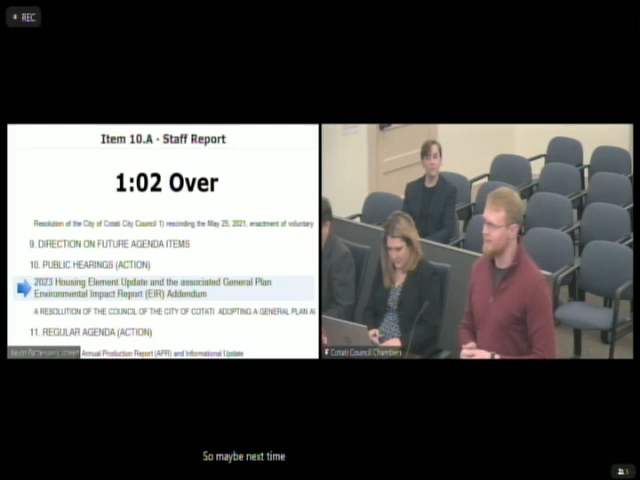 REC
Item 10.A - Staff Report
1:02 Over
Resolution of the City of Cotati City Council 1) rescinding the May 25, 2021, enactment of voluntary
9. DIRECTION ON FUTURE AGENDA ITEMS
10. PUBLIC HEARINGS (ACTION)
2023 Housing Element Update and the associated General Plan
Environmental Impact Report (EIR) Addendum
A RESOLUTION OF THE COUNCIL OF THE CITY OF COTATI ADOPTING A GENERAL PLAN A
11. REGULAR AGENDA (ACTION)
Annual Production Report (APR) and Informational Update
Cotati Council Chambers
So maybe next time